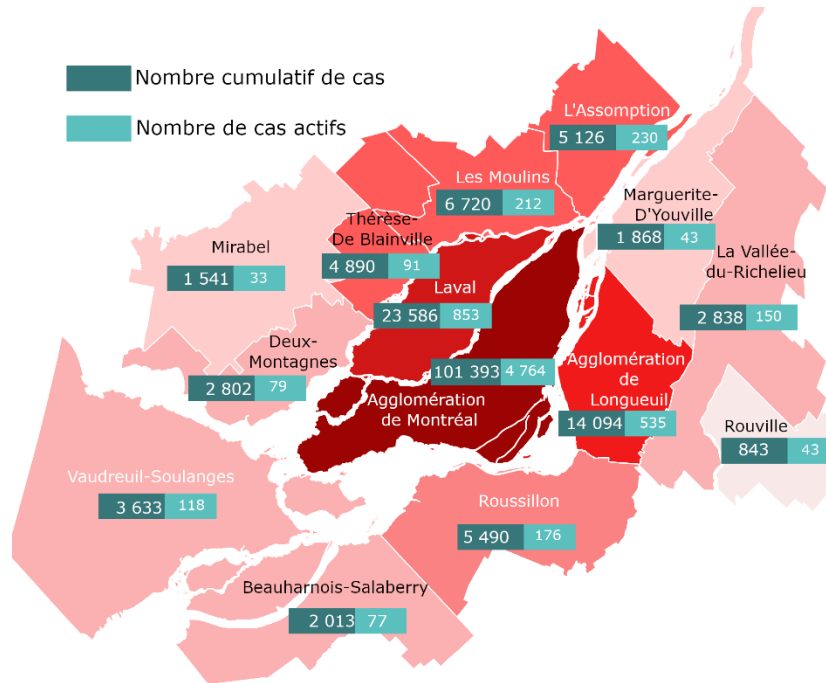 Nombre cumulatif de cas
Nombre de cas actifs
L'Assomption
5 126 230
Les Moulins
6 720 212
Marguerite-
D'Youville
1 868 43
Thérèse-
De Blainville
4 890 91
Mirabel
1 541 33
La Vallée-
du-Richelieu
2 838 150
Laval
23 586 853
Deux-
Montagnes
2 802 79
101 393 4 764
Agglomération
de Montréal
Agglomération
de
Longueuil
14 094 535
Rouville
843 43
Vaudreuil-Soulanges
3 633 118
Roussillon
5 490 176
Beauharnois-Salaberry
2 013 77